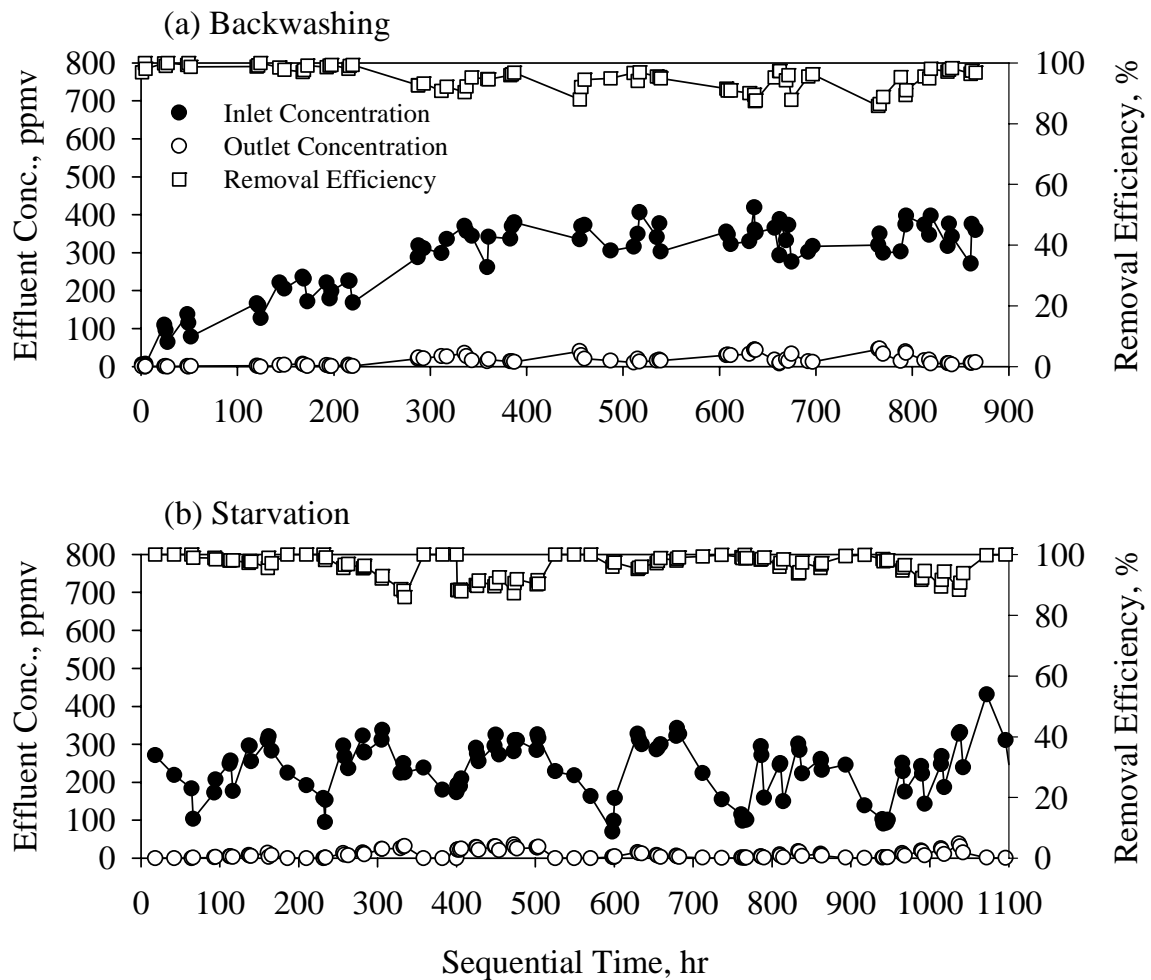 (a) Backwashing
Effluent Conc., ppmv
800
700
600
500
400
300
200
100
0
Inlet Concentration
Outlet Concentration
Removal Efficiency
100
80
60
40
20
0
Removal Efficiency, %
0 100 200 300 400 500 600 700 800 900
(b) Starvation
Effluent Conc., ppmv
800
700
600
500
400
300
200
100
0
100
80
60
40
20
0
Removal Efficiency, %
0 100 200 300 400 500 600 700 800 900 1000 1100
Sequential Time, hr